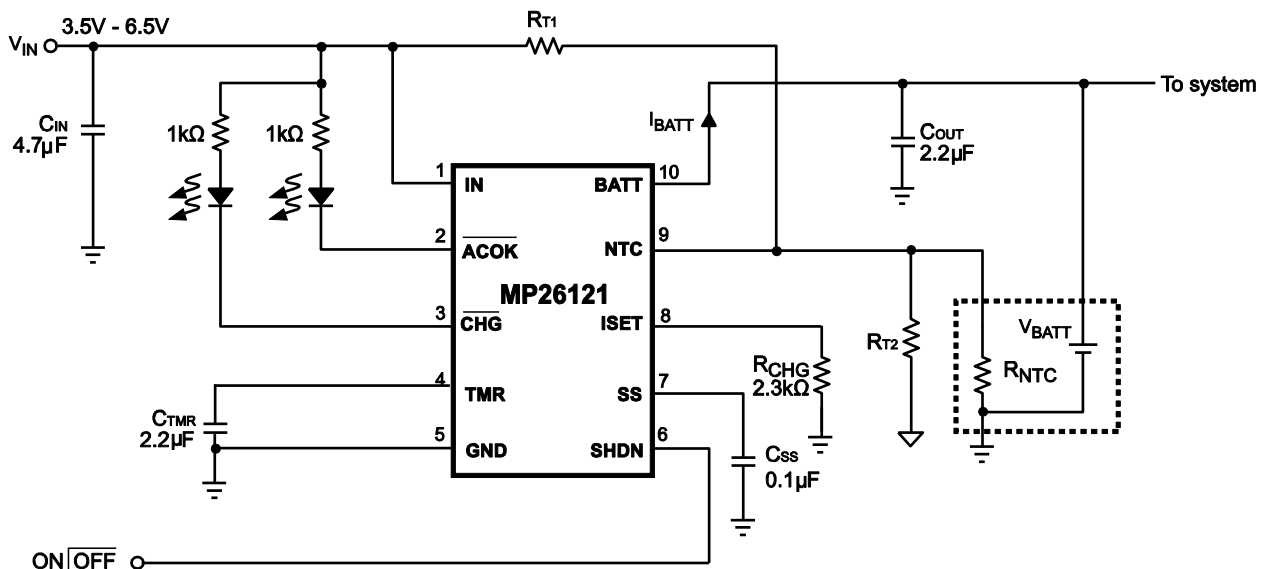 3.5V - 6.5V
VIN
RT1
CIN
4.7µF
1kΩ
1kΩ
IBATT
To system
COUT
2.2µF
1
IN
BATT
10
2
ACOK
NTC
9
MP26121
3
CHG
ISET
8
RT2
VBATT
RNTC
RCHG
2.3kΩ
4
TMR
SS
7
CTMR
2.2µF
5
GND
SHDN
6
CSS
0.1µF
ON OFF